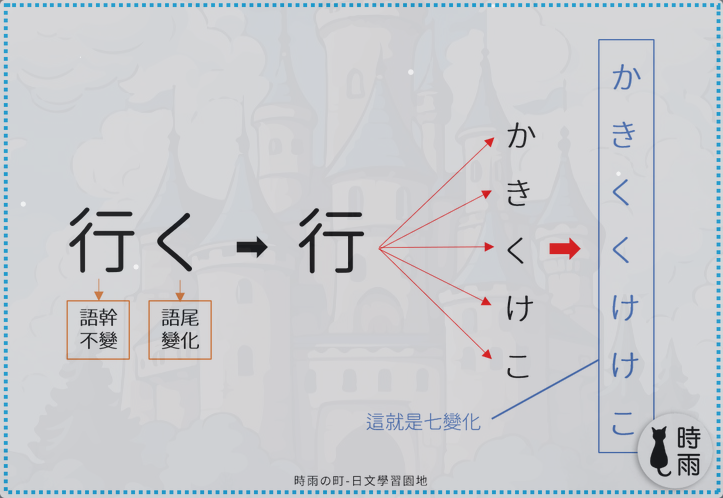 行く
行
語幹
不變
語尾
變化
か
き
く
け
こ
か
き
く
く
け
け
こ
這就是七變化
時雨の町-日文學習園地
時
雨